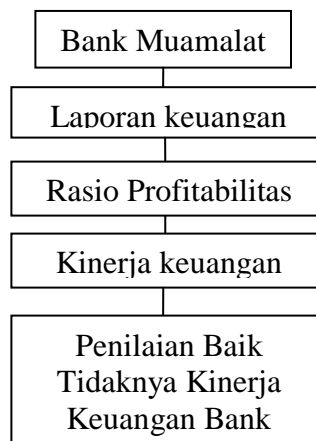 Bank Muamalat
Laporan keuangan
Rasio Profitabilitas
Kinerja keuangan
Penilaian Baik
Tidaknya Kinerja
Keuangan Bank